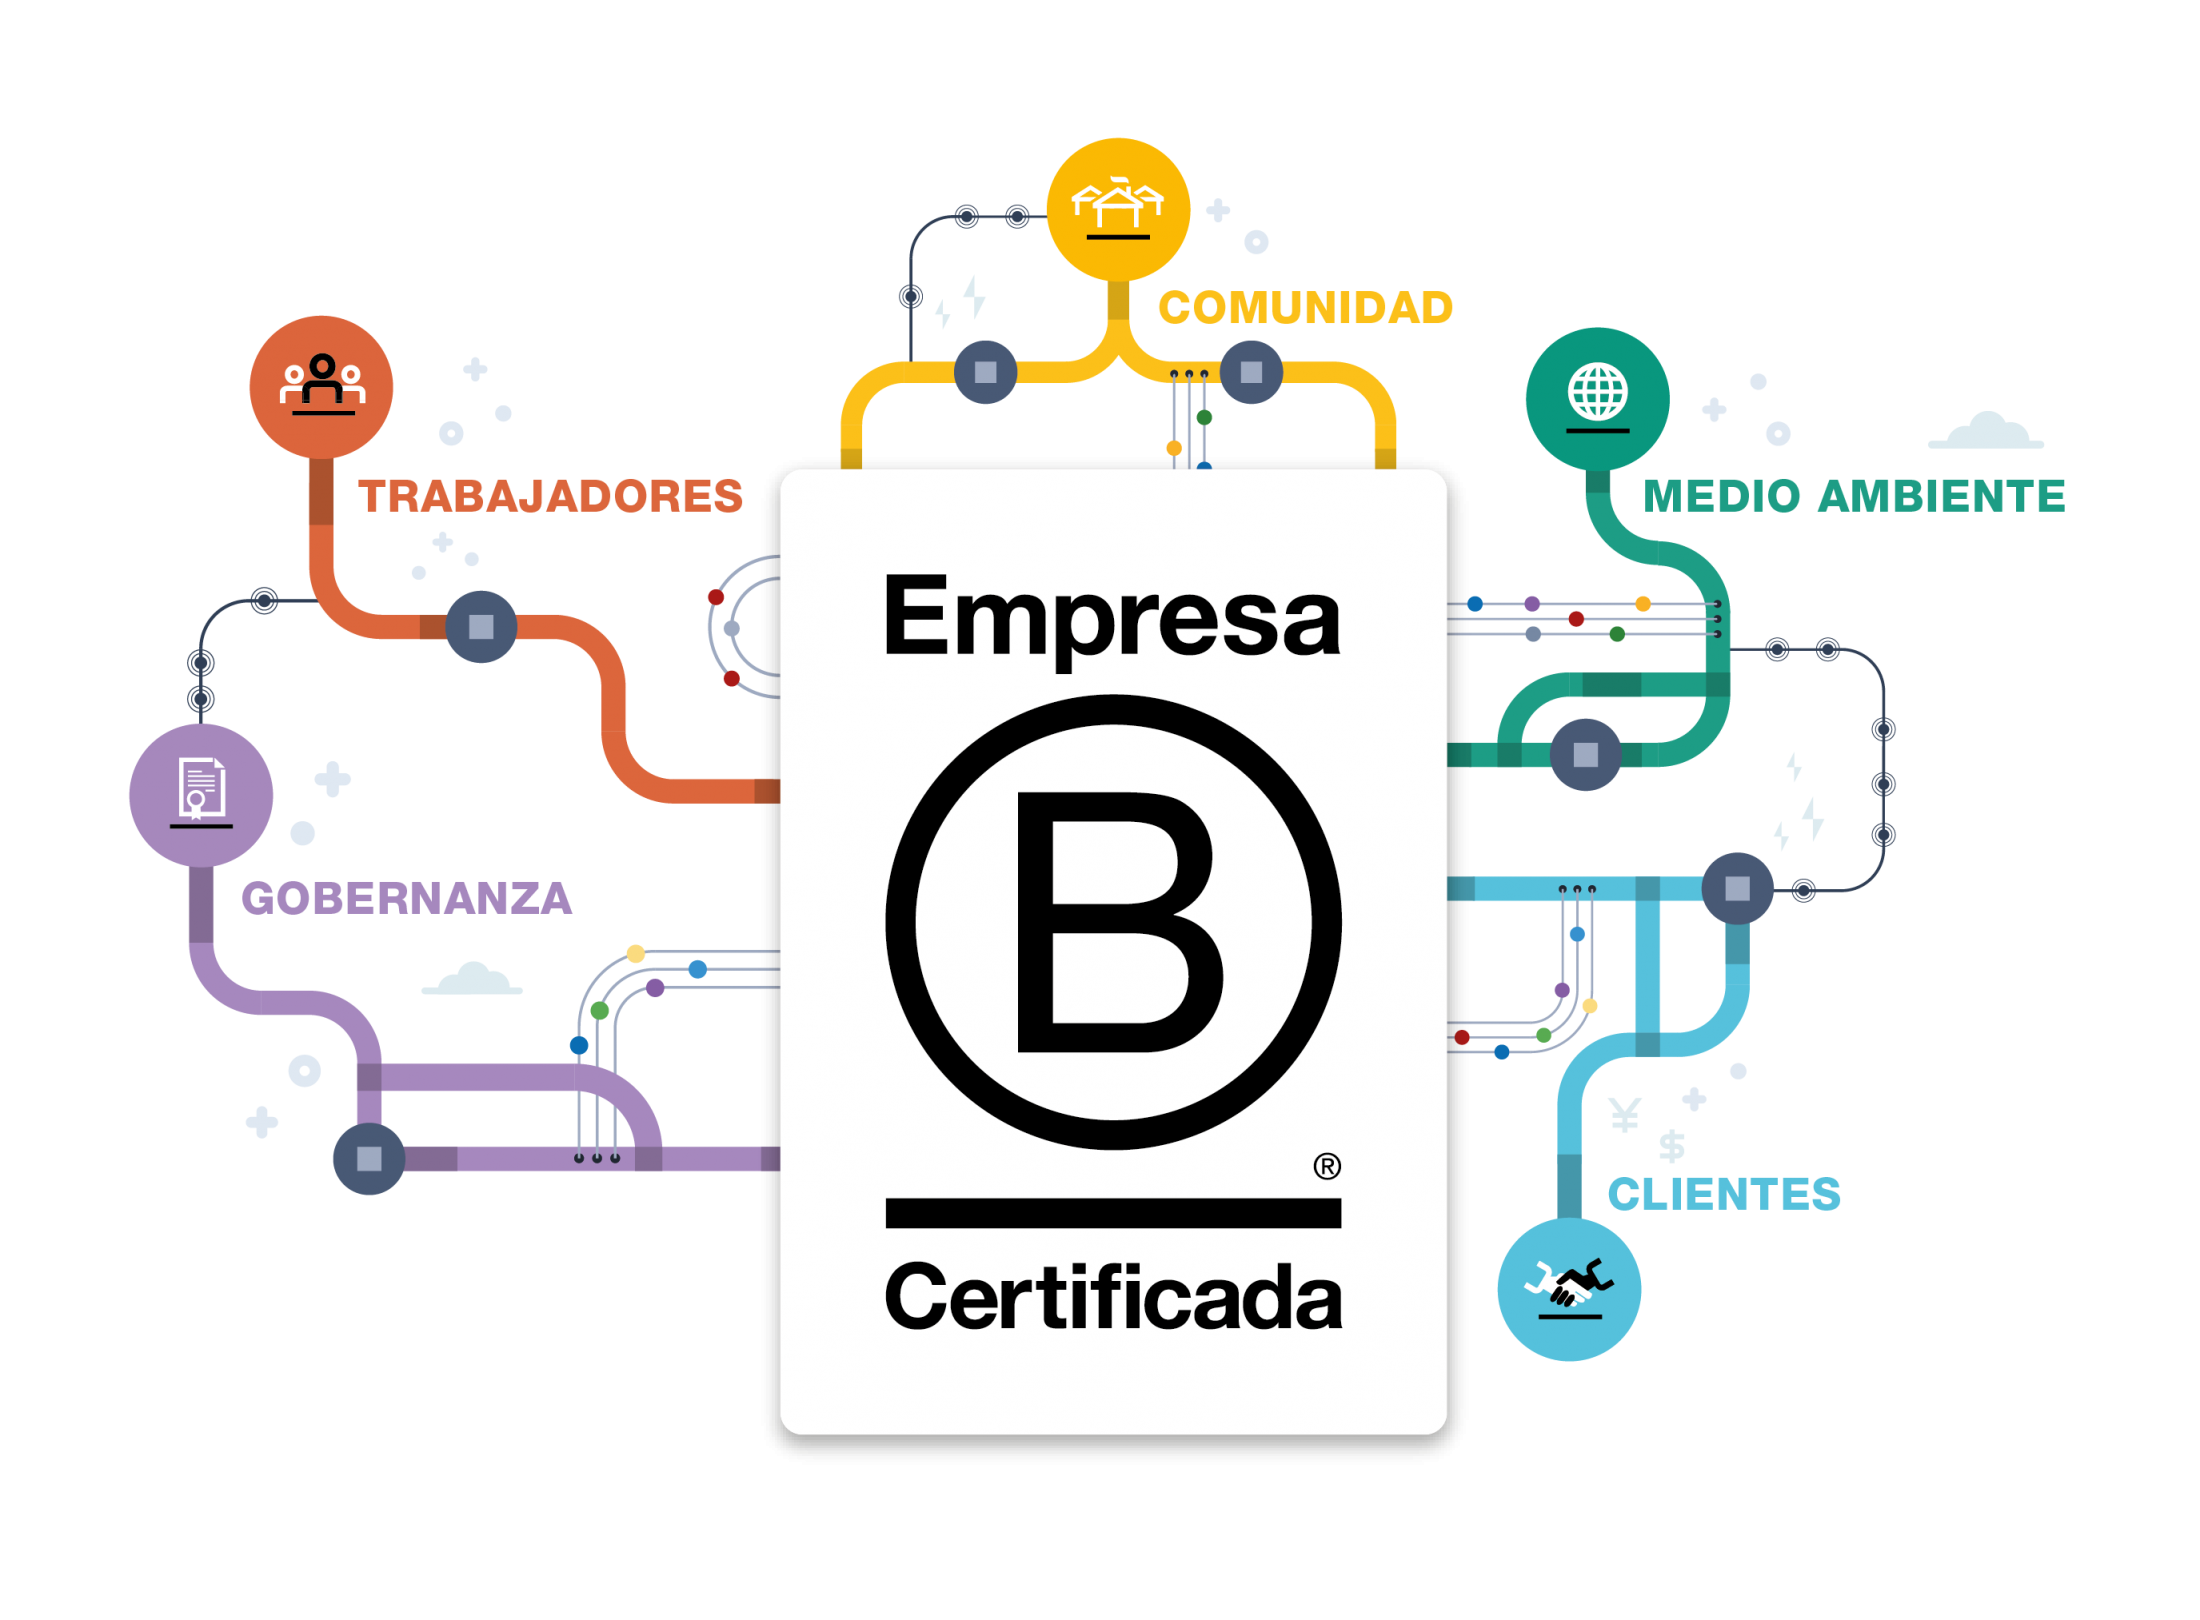 COMUNIDAD
TRABAJADORES
MEDIO AMBIENTE
GOBERNANZA
Empresa
B
®
Certificada
¥
$
CLIENTES